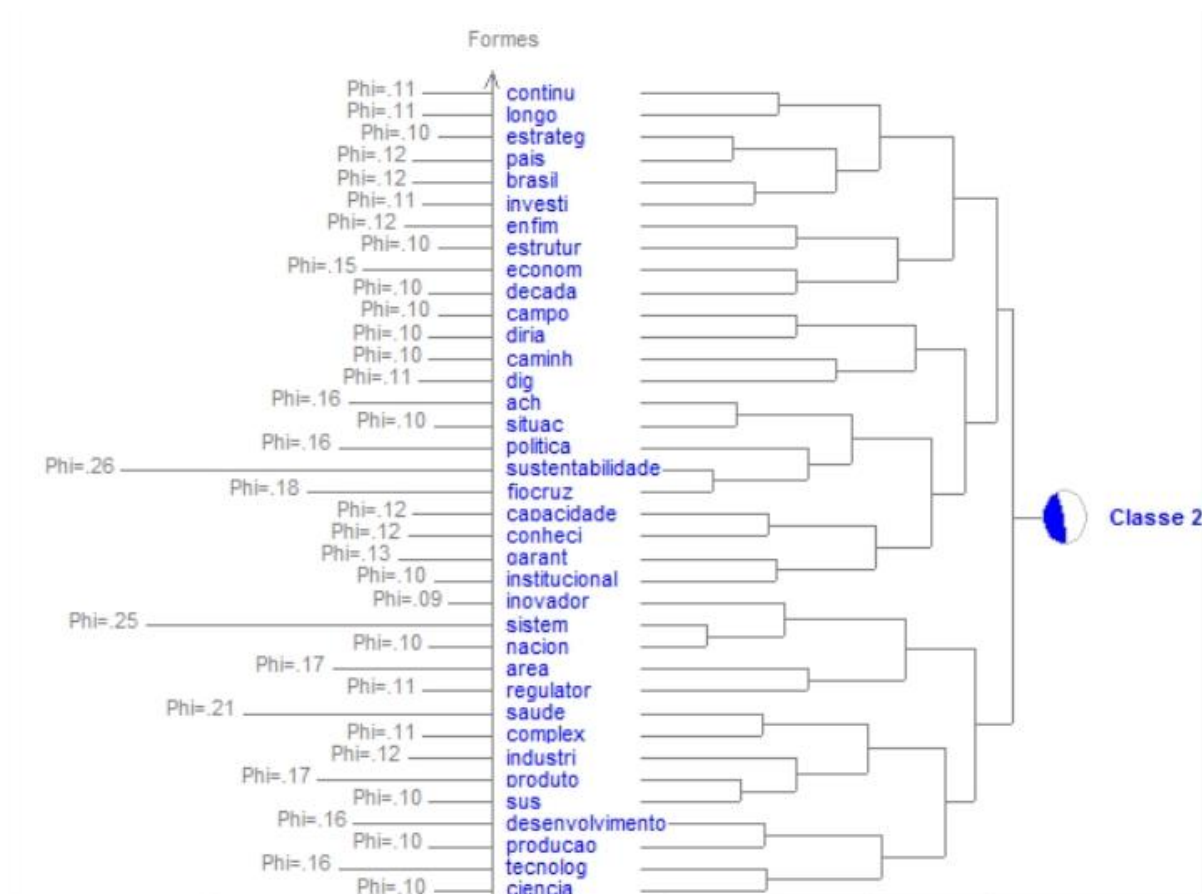 Formes
Phi=.11 continu
Phi=.11 longo
Phi=.10 estrateg
Phi=.12 pais
Phi=.12 brasil
Phi=.11 investi
Phi=.12 enfim
Phi=.10 estrutur
Phi=.15 econom
Phi=.10 decada
Phi=.10 campo
Phi=.10 diria
Phi=.10 caminh
Phi=.11 dig
Phi=.16 ach
Phi=.10 situac
Phi=.16 politica
Phi=.26 sustentabilidade
Phi=.18 fiocruz
Phi=.12 capacidade
Phi=.12 conheci
Phi=.13 garant
Phi=.10 institucional
Classe 2
Phi=.09 inovador
Phi=.25 sistem
Phi=.10 nacion
Phi=.17 area
Phi=.11 regulator
Phi=.21 saude
Phi=.11 complex
Phi=.12 industri
Phi=.17 produto
Phi=.10 sus
Phi=.16 desenvolvimento
Phi=.10 producao
Phi=.16 tecnolog
Phi=.10 ciencia